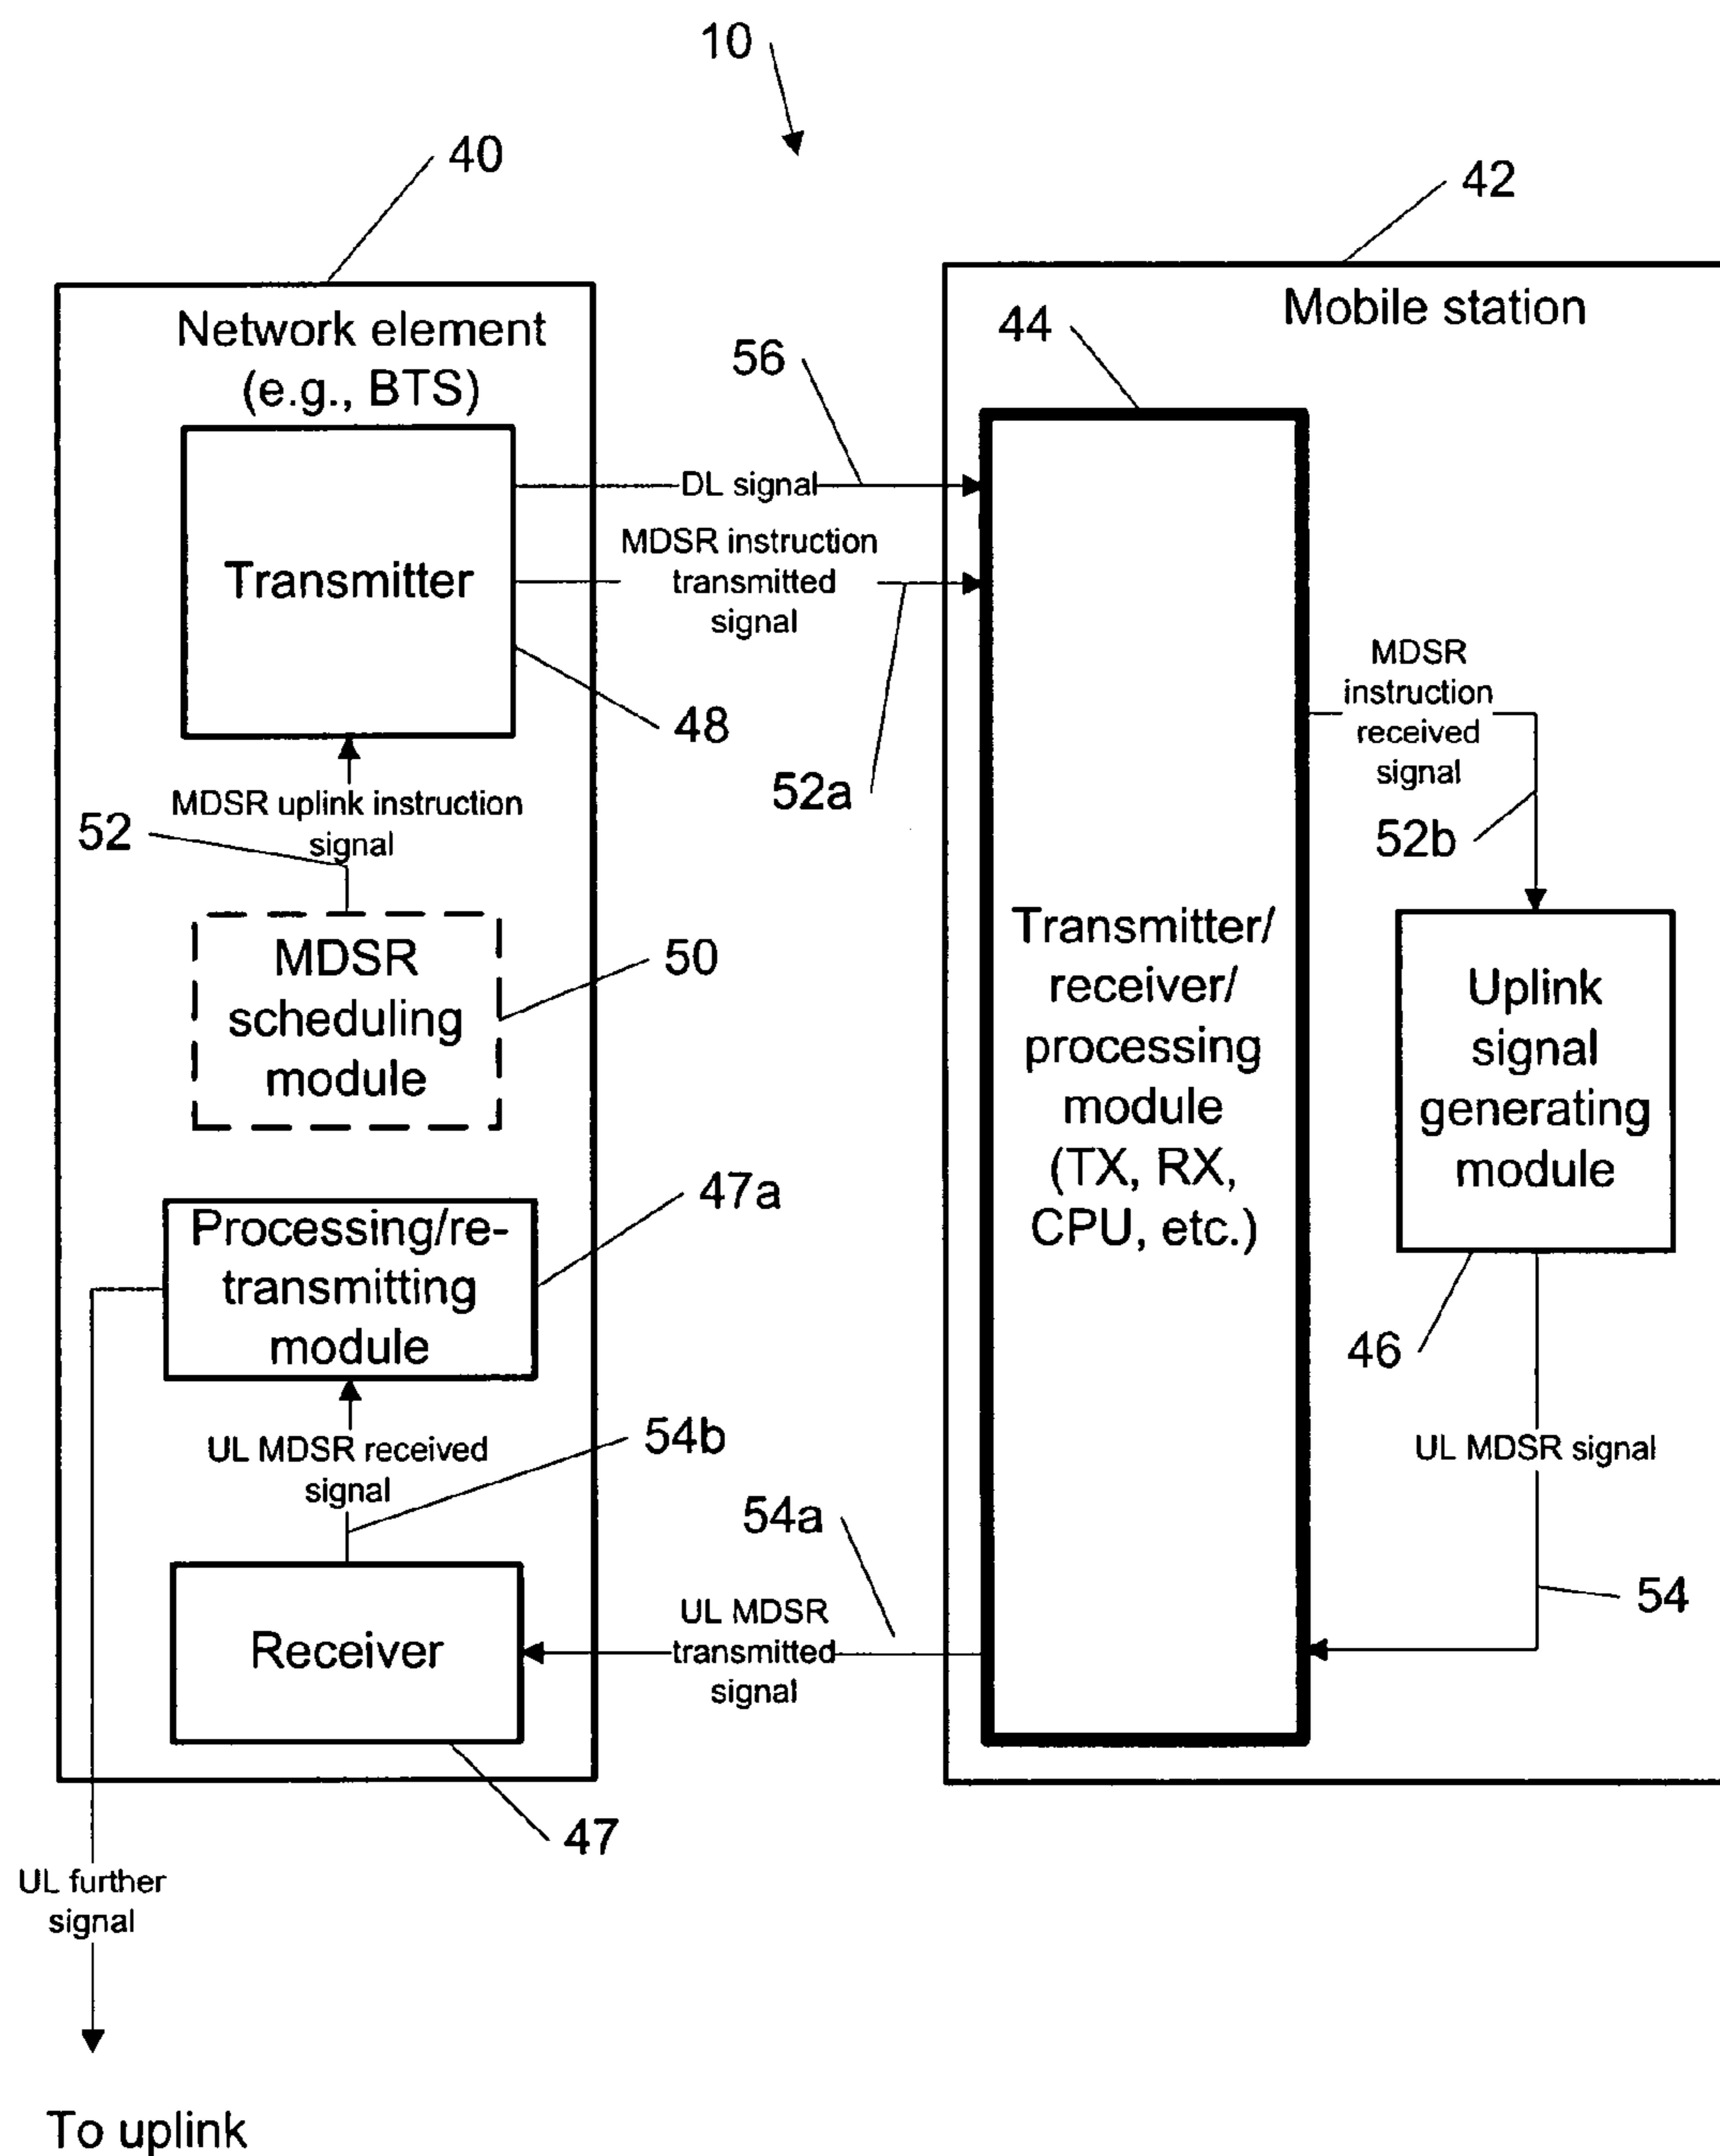 10
40
42
Network element
(e.g., BTS)
Mobile station
44
56
DL signal
Transmitter
MDSR instruction
transmitted
signal
48
52a
MDSR
instruction
received
signal
52b
MDSR uplink instruction
signal
52
MDSR
scheduling
module
50
Transmitter/
receiver/
processing
module
(TX, RX,
CPU, etc.)
Uplink
signal
generating
module
46
Processing/re-
transmitting
module
47a
UL MDSR received
signal
54b
UL MDSR signal
54
54a
UL MDSR
transmitted
signal
Receiver
47
UL further
signal
To uplink